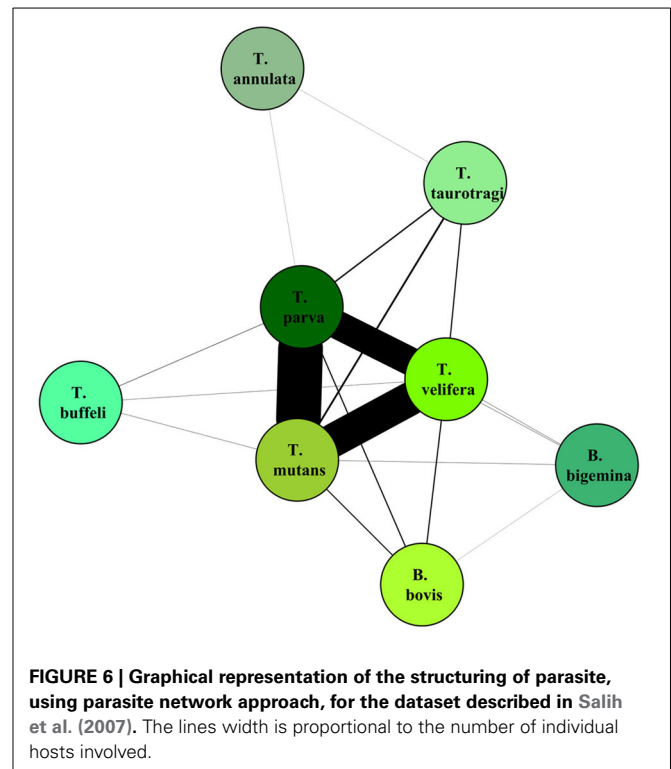 T.
annulata
T.
taurotragi
T.
parva
T.
velifera
T.
buffeli
T.
mutans
B.
bigemina
B.
bovis
FIGURE 6 | Graphical representation of the structuring of parasite,
using parasite network approach, for the dataset described in Salih
et al. (2007). The lines width is proportional to the number of individual
hosts involved.